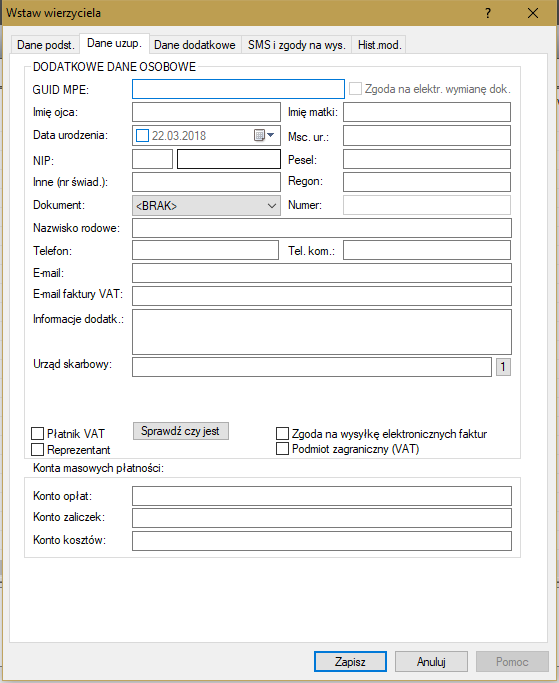 Wstaw wierzyciela
?
Dane podst. Dane uzup. Dane dodatkowe SMS i zgody na wys. Hist.mod.
DODATKOWE DANE OSOBOWE
GUID MPE: Zgoda na elektr. wymianę dok.
Imię ojca: Imię matki:
Data urodzenia: 22.03.2018 Msc. ur.:
NIP: Pesel:
Inne (nr świad.): Regon:
Dokument: <BRAK> Numer:
Nazwisko rodowe:
Telefon: Tel. kom.:
E-mail:
E-mail faktury VAT:
Informacje dodatk.:
Urząd skarbowy: 1
Płatnik VAT Sprawdź czy jest Zgoda na wysyłkę elektronicznych faktur
Reprezentant Podmiot zagraniczny (VAT)
Konta masowych płatności:
Konto opłat:
Konto zaliczek:
Konto kosztów:
Zapisz Anuluj Pomoc